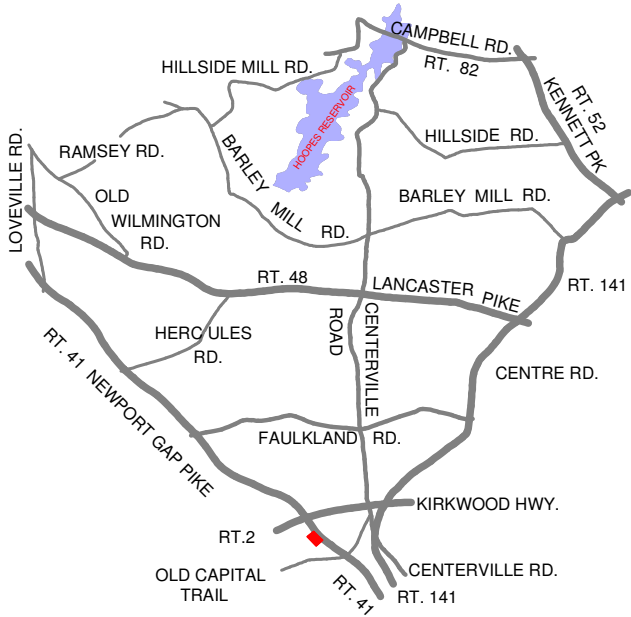 CAMPBELL RD.
RT. 82
HILLSIDE MILL RD.
HOOPES RESERVOIR
RT. 52
KENNETT PK
HILLSIDE RD.
RAMSEY RD.
BARLEY MILL RD.
BARLEY MILL RD.
LOVEVILLE RD.
OLD
WILMINGTON
RD.
RT. 48
LANCASTER PIKE
RT. 141
HERCULES
RD.
CENTERVILLE
ROAD
CENTRE RD.
RT. 41 NEWPORT GAP PIKE
FAULKLAND RD.
KIRKWOOD HWY.
RT.2
OLD CAPITAL
TRAIL
CENTERVILLE RD.
RT. 41
RT. 141